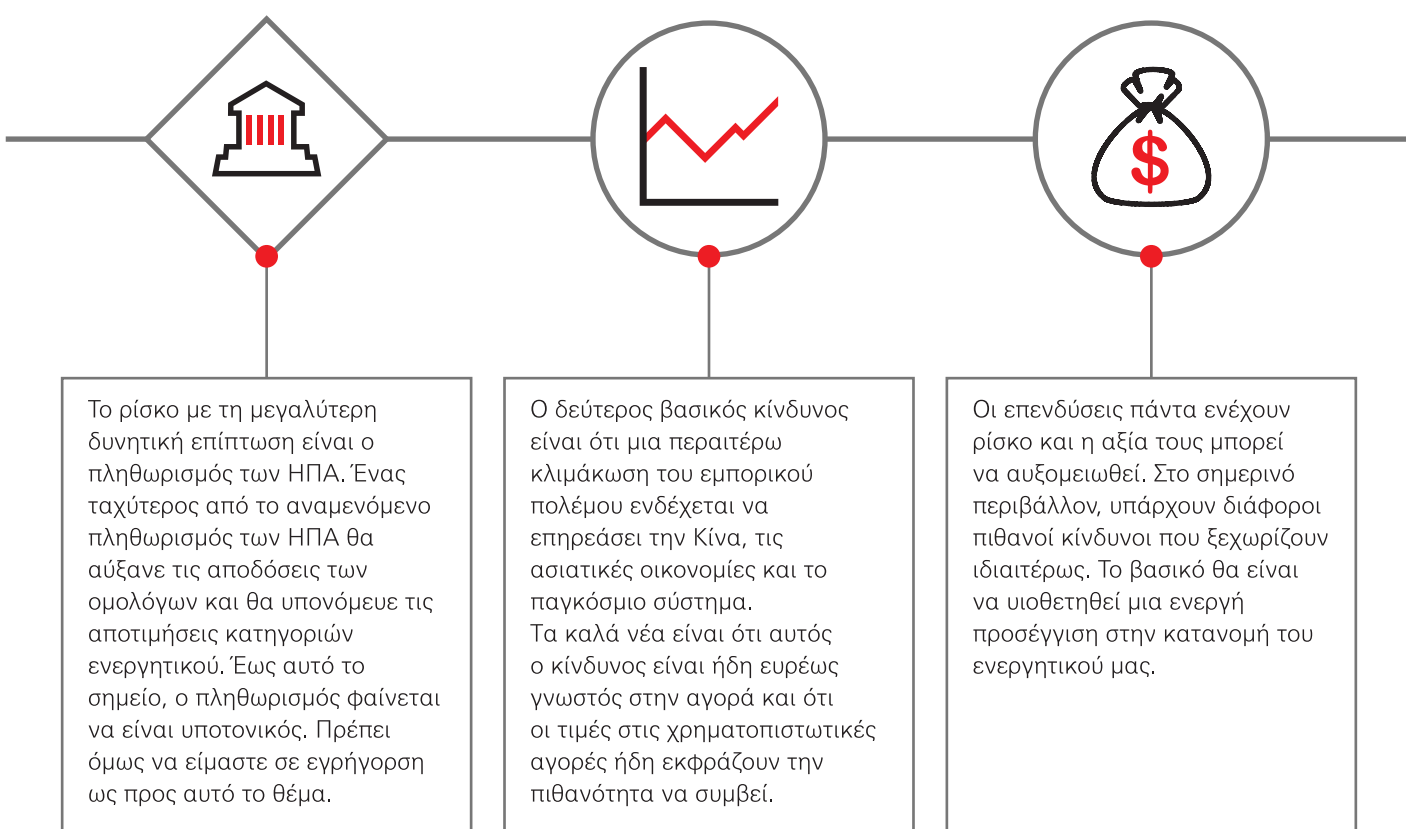 $
Το ρίσκο με τη μεγαλύτερη
δυνητική επίπτωση είναι ο
πληθωρισμός των ΗΠΑ. Ένας
ταχύτερος από το αναμενόμενο
πληθωρισμός των ΗΠΑ θα
αύξανε τις αποδόσεις των
ομολόγων και θα υπονόμευε τις
αποτιμήσεις κατηγοριών
ενεργητικού. Έως αυτό το
σημείο, ο πληθωρισμός φαίνεται
να είναι υποτονικός. Πρέπει
όμως να είμαστε σε εγρήγορση
ως προς αυτό το θέμα.
Ο δεύτερος βασικός κίνδυνος
είναι ότι μια περαιτέρω
κλιμάκωση του εμπορικού
πολέμου ενδέχεται να
επηρεάσει την Κίνα, τις
ασιατικές οικονομίες και το
παγκόσμιο σύστημα.
Τα καλά νέα είναι ότι αυτός
ο κίνδυνος είναι ήδη ευρέως
γνωστός στην αγορά και ότι
οι τιμές στις χρηματοπιστωτικές
αγορές ήδη εκφράζουν την
πιθανότητα να συμβεί.
Οι επενδύσεις πάντα ενέχουν
ρίσκο και η αξία τους μπορεί
να αυξομειωθεί. Στο σημερινό
περιβάλλον, υπάρχουν διάφοροι
πιθανοί κίνδυνοι που ξεχωρίζουν
ιδιαιτέρως. Το βασικό θα είναι
να υιοθετηθεί μια ενεργή
προσέγγιση στην κατανομή του
ενεργητικού μας.